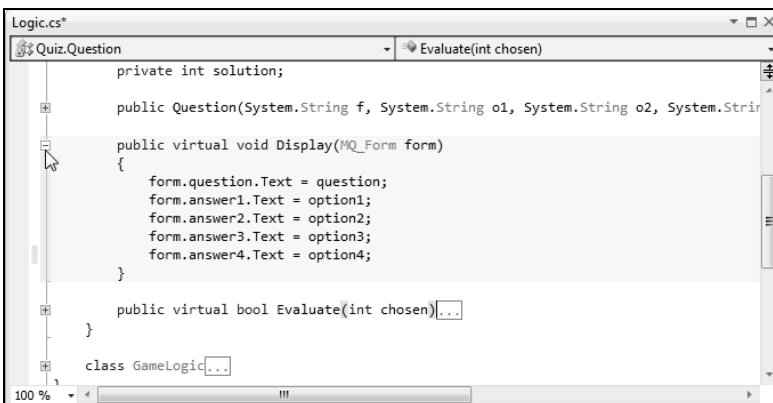 Logic.cs*
Quiz.Question Evaluate(int chosen)
private int solution;
public Question(System.String f, System.String o1, System.String o2, System.Strin
public virtual void Display(MQ_Form form)
{
form.question.Text = question;
form.answer1.Text = option1;
form.answer2.Text = option2;
form.answer3.Text = option3;
form.answer4.Text = option4;
}
public virtual bool Evaluate(int chosen)...
}
class GameLogic...
}
100 %